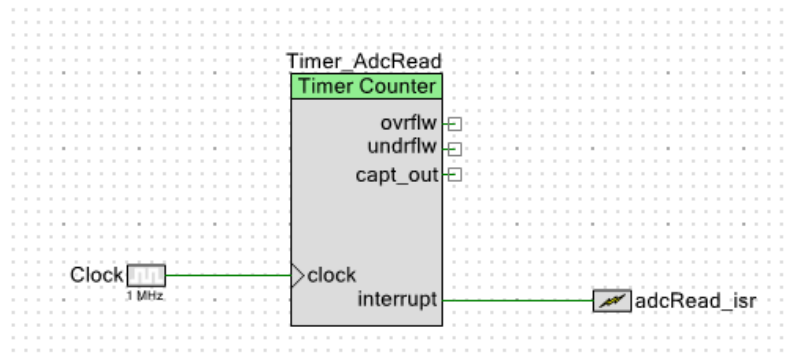 Timer_AdcRead
Timer Counter
ovrflw
undrflw
capt_out
Clock
1 MHz
clock
interrupt
adcRead_isr